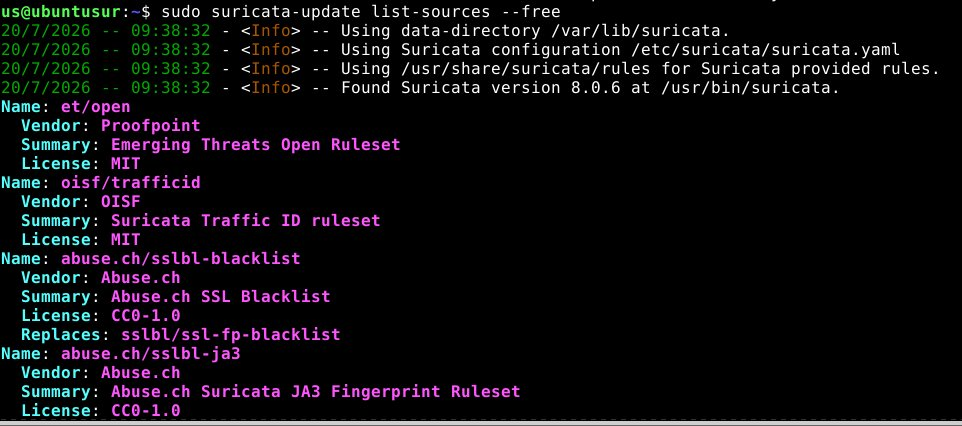 us@ubuntusur:~$ sudo suricata-update list-sources --free
20/7/2026 -- 09:38:32 - <Info> -- Using data-directory /var/lib/suricata.
20/7/2026 -- 09:38:32 - <Info> -- Using Suricata configuration /etc/suricata/suricata.yaml
20/7/2026 -- 09:38:32 - <Info> -- Using /usr/share/suricata/rules for Suricata provided rules.
20/7/2026 -- 09:38:32 - <Info> -- Found Suricata version 8.0.6 at /usr/bin/suricata.
Name: et/open
  Vendor: Proofpoint
  Summary: Emerging Threats Open Ruleset
  License: MIT
Name: oisf/trafficid
  Vendor: OISF
  Summary: Suricata Traffic ID ruleset
  License: MIT
Name: abuse.ch/sslbl-blacklist
  Vendor: Abuse.ch
  Summary: Abuse.ch SSL Blacklist
  License: CC0-1.0
  Replaces: sslbl/ssl-fp-blacklist
Name: abuse.ch/sslbl-ja3
  Vendor: Abuse.ch
  Summary: Abuse.ch Suricata JA3 Fingerprint Ruleset
  License: CC0-1.0